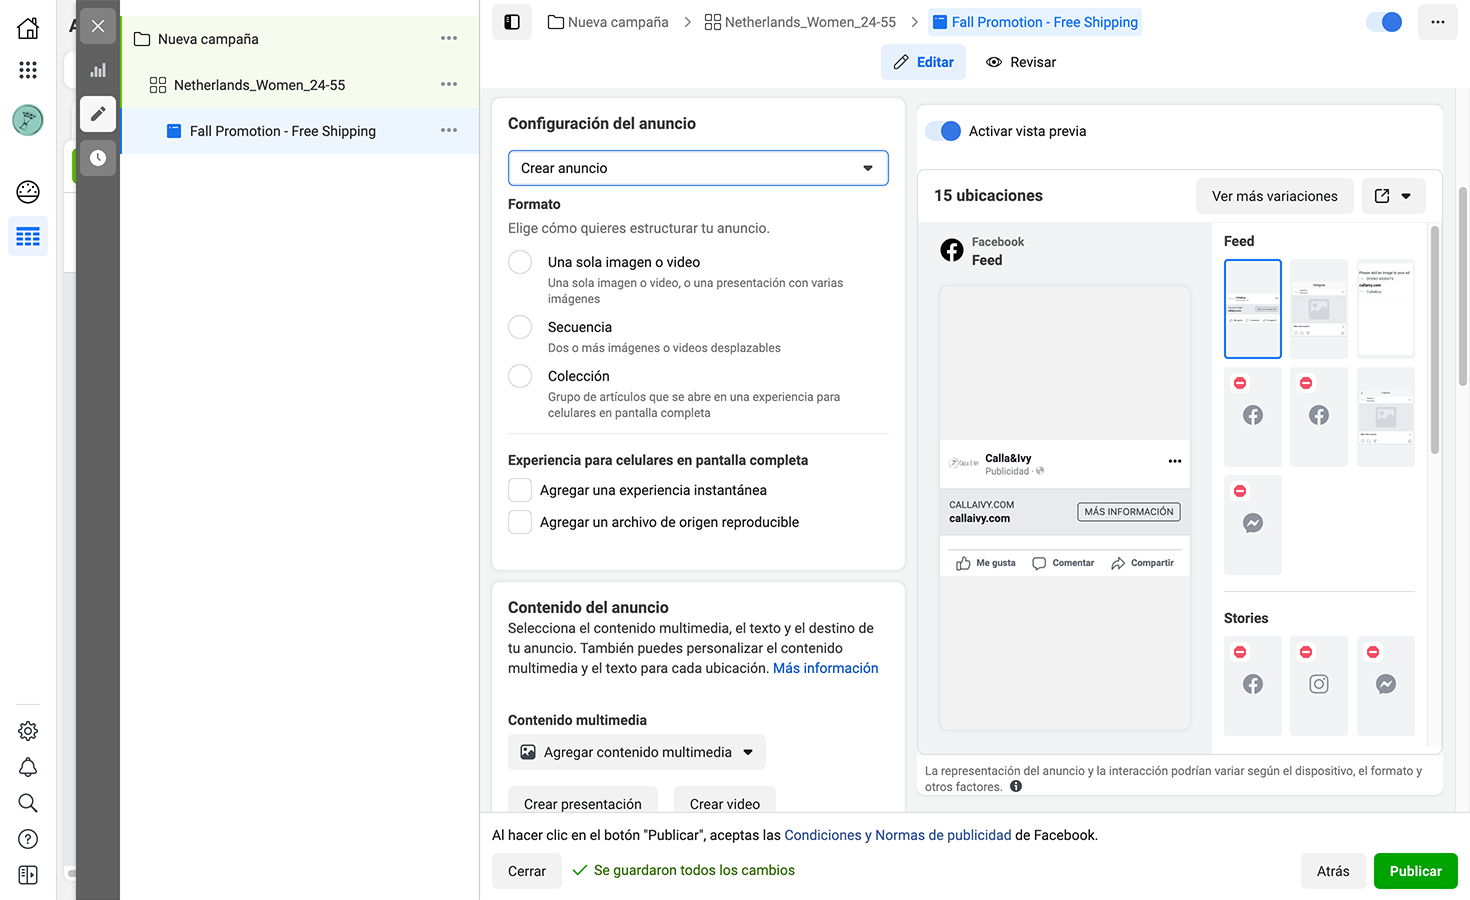 Nueva campaña
Netherlands_Women_24-55
Fall Promotion - Free Shipping
Nueva campaña
Netherlands_Women_24-55
Fall Promotion - Free Shipping
Editar
Revisar
Configuración del anuncio
Crear anuncio
Formato
Elige cómo quieres estructurar tu anuncio.
Una sola imagen o video
Una sola imagen o video, o una presentación con varias
imágenes
Secuencia
Dos o más imágenes o videos desplazables
Colección
Grupo de artículos que se abre en una experiencia para
celulares en pantalla completa
Experiencia para celulares en pantalla completa
Agregar una experiencia instantánea
Agregar un archivo de origen reproducible
Contenido del anuncio
Selecciona el contenido multimedia, el texto y el destino de
tu anuncio. También puedes personalizar el contenido
multimedia y el texto para cada ubicación. Más información
Contenido multimedia
Agregar contenido multimedia
Crear presentación
Crear video
Activar vista previa
15 ubicaciones
Ver más variaciones
Facebook
Feed
Calla&Ivy
Publicidad ·
CALLAIVY.COM
callaivy.com
MÁS INFORMACIÓN
Me gusta
Comentar
Compartir
Feed
Please add an image to your ad
callaivy.com
Stories
La representación del anuncio y la interacción podrían variar según el dispositivo, el formato y
otros factores.
Al hacer clic en el botón "Publicar", aceptas las Condiciones y Normas de publicidad de Facebook.
Cerrar
Se guardaron todos los cambios
Atrás
Publicar